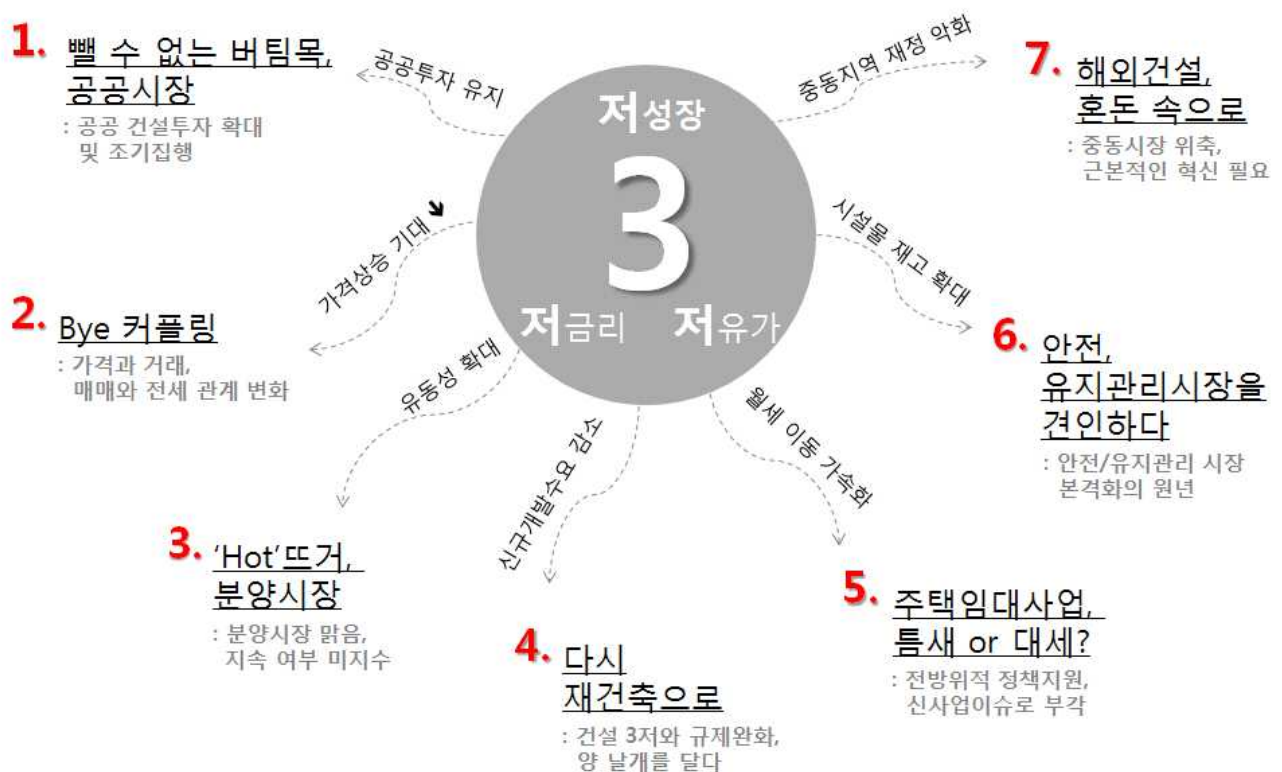 저성장
3
저금리 저유가
공공투자 유지
1. 뺄 수 없는 버팀목,
공공시장
: 공공 건설투자 확대
및 조기집행
가격상승 기대
2. Bye 커플링
: 가격과 거래,
매매와 전세 관계 변화
유동성 확대
3. ‘Hot’뜨거,
분양시장
: 분양시장 맑음,
지속 여부 미지수
신규개발수요 감소
4. 다시
재건축으로
: 건설 3저와 규제완화,
양 날개를 달다
월세 이동 가속화
5. 주택임대사업,
틈새 or 대세?
: 전방위적 정책지원,
신사업이슈로 부각
시설물 재고 확대
6. 안전,
유지관리시장을
견인하다
: 안전/유지관리 시장
본격화의 원년
중동지역 재정 악화
7. 해외건설,
혼돈 속으로
: 중동시장 위축,
근본적인 혁신 필요